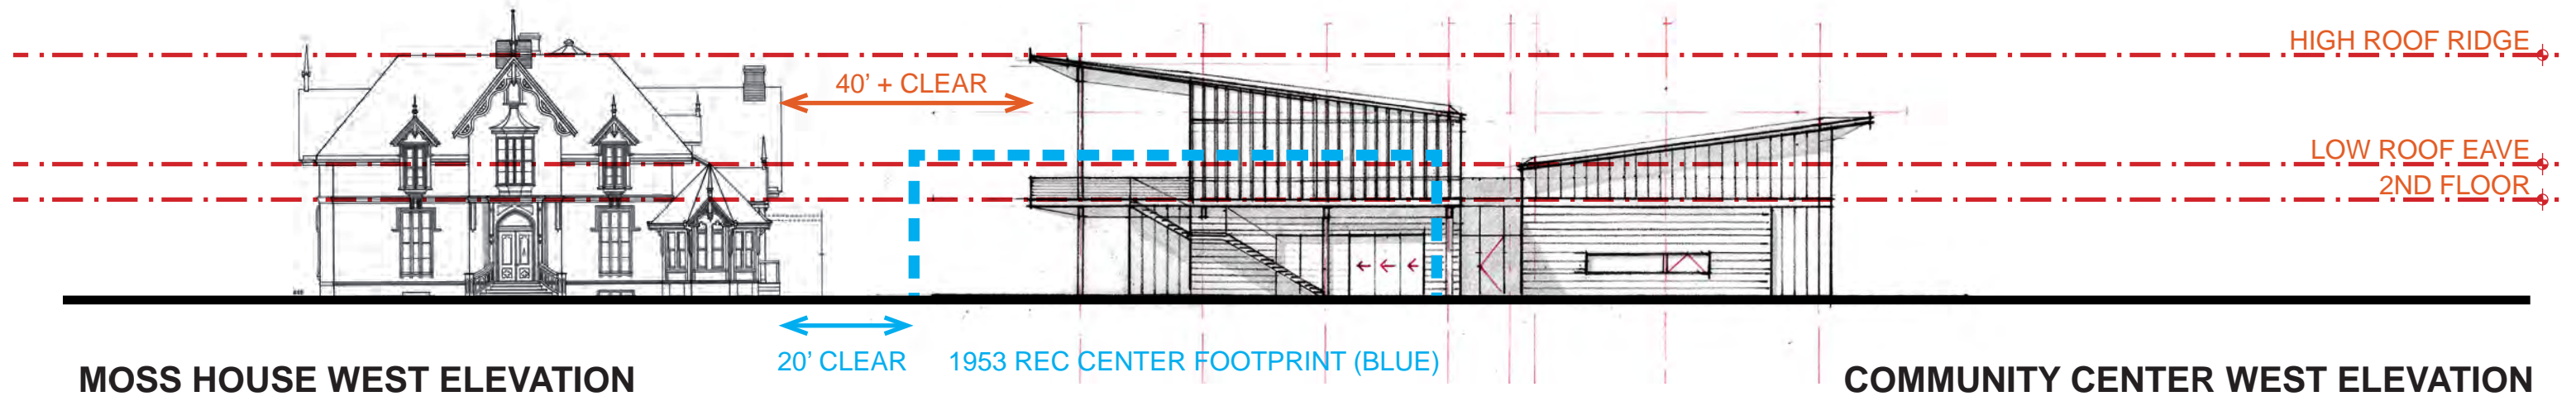 HIGH ROOF RIDGE
40' + CLEAR
LOW ROOF EAVE
2ND FLOOR
20' CLEAR
1953 REC CENTER FOOTPRINT (BLUE)
MOSS HOUSE WEST ELEVATION
COMMUNITY CENTER WEST ELEVATION